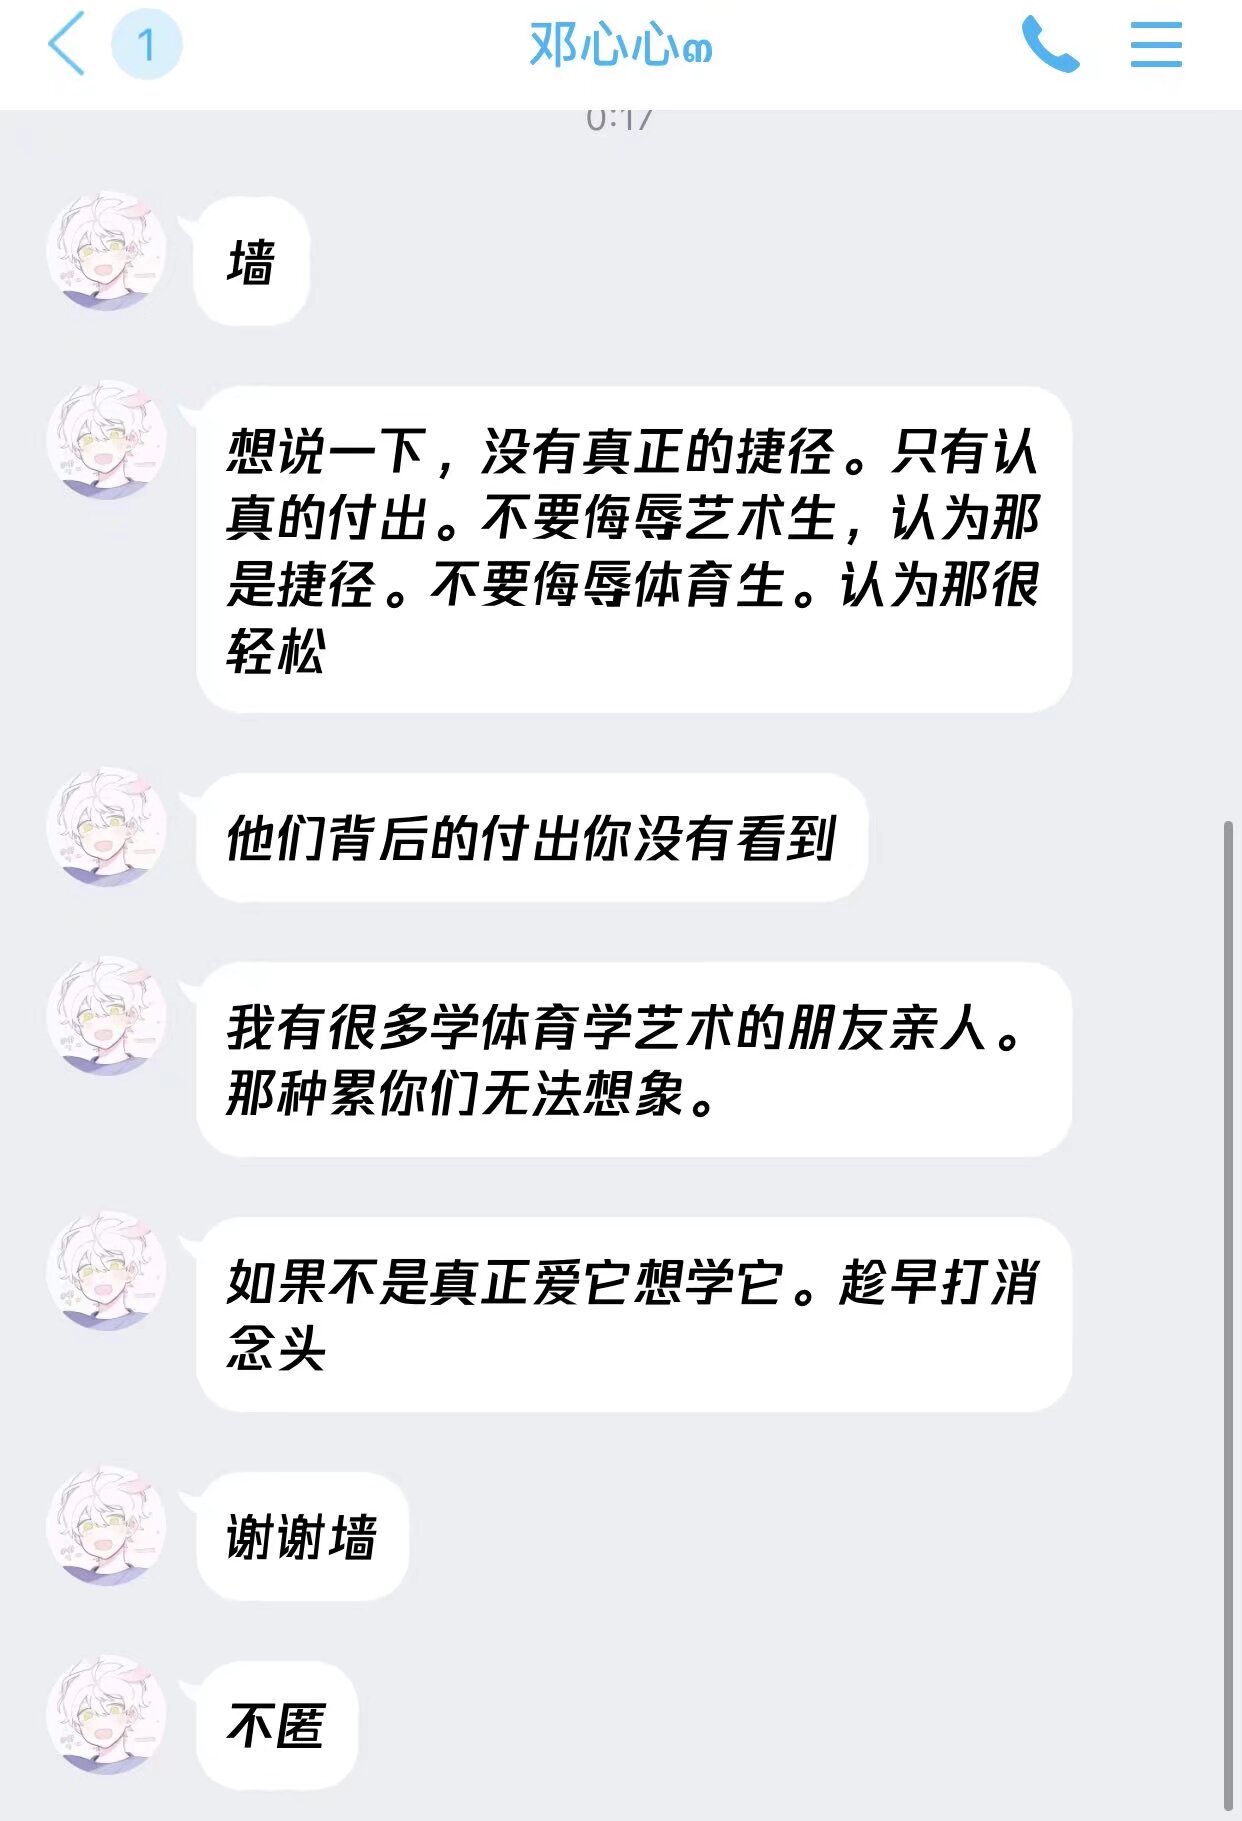 1
邓心心ത
0:17
墙
想说一下，没有真正的捷径。只有认
真的付出。不要侮辱艺术生，认为那
是捷径。不要侮辱体育生。认为那很
轻松
他们背后的付出你没有看到
我有很多学体育学艺术的朋友亲人。
那种累你们无法想象。
如果不是真正爱它想学它。趁早打消
念头
谢谢墙
不匿